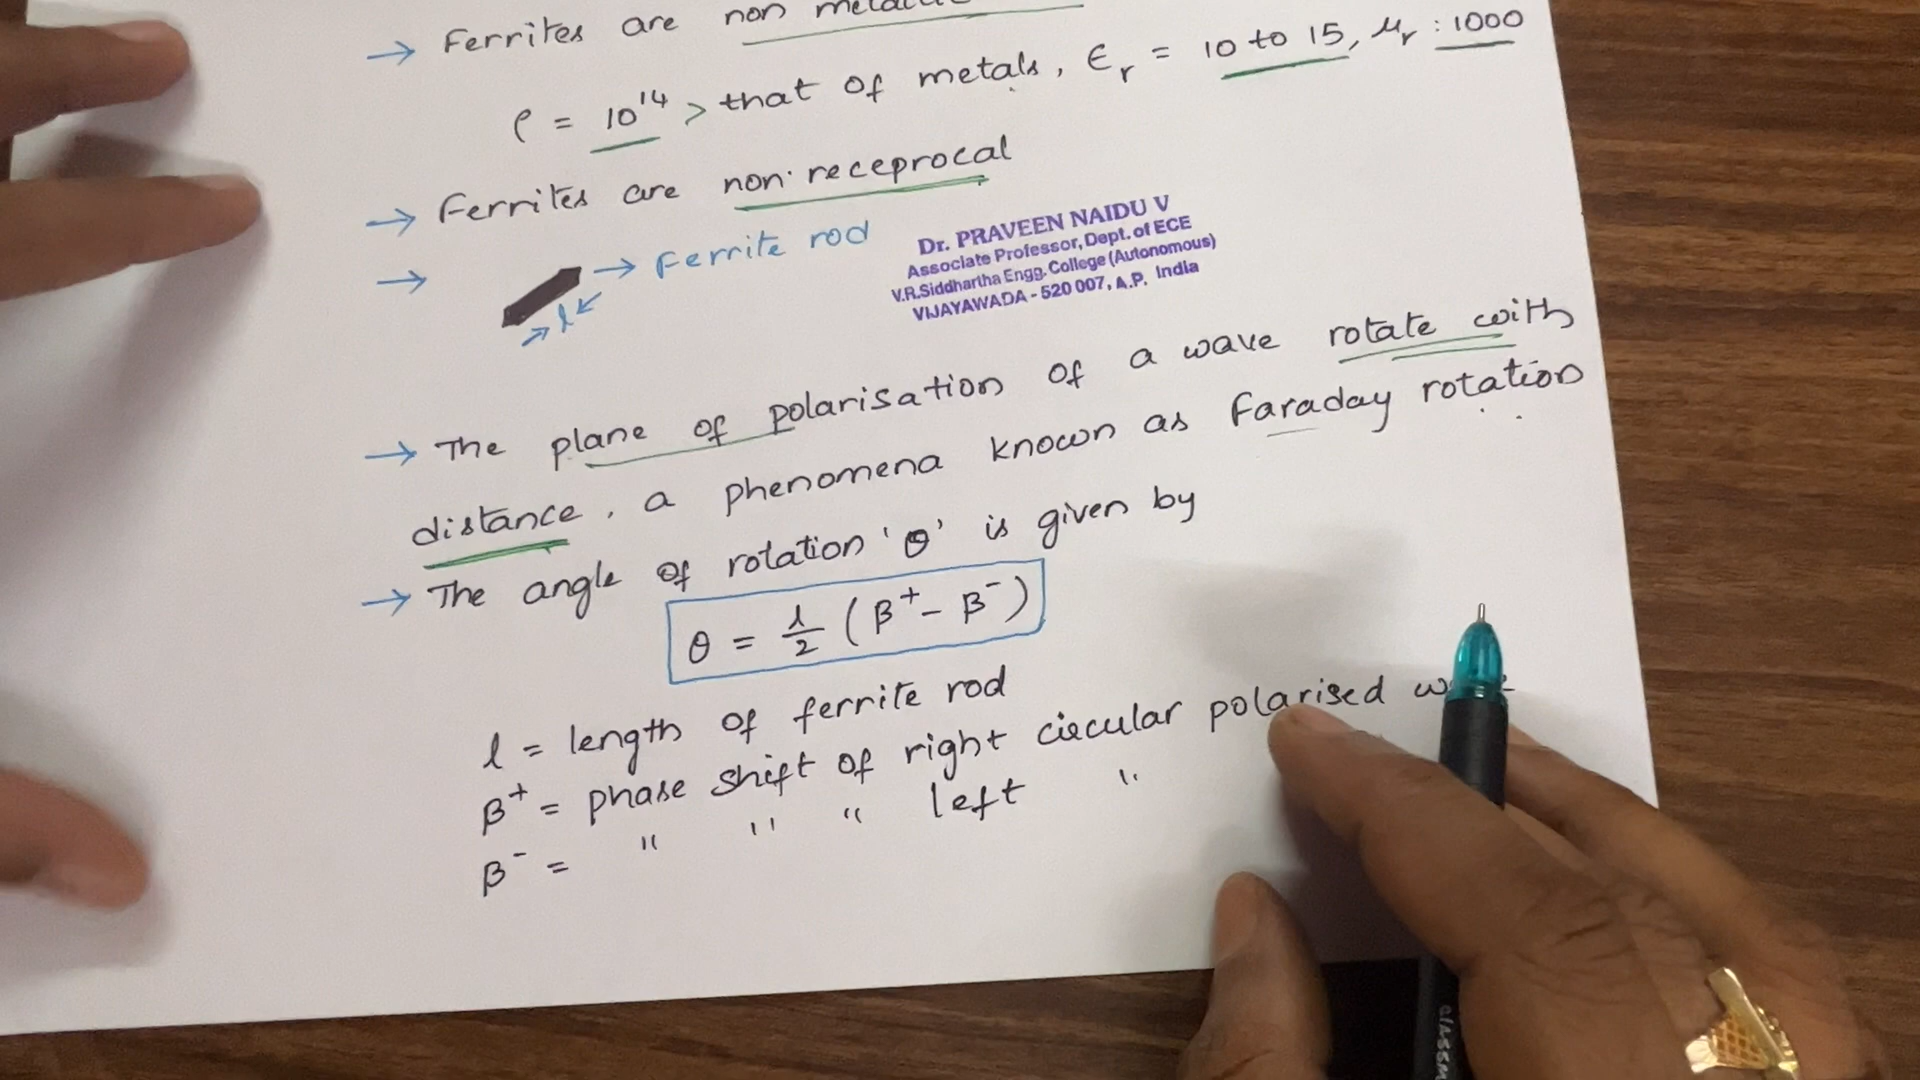 → Ferrites are non
ρ = 10¹⁴ > that of metals, ϵr = 10 to 15, μr : 1000
→ Ferrites are non receprocal
→ → Ferrite rod
l
Dr. PRAVEEN NAIDU V
Associate Professor, Dept. of ECE
V.R.Siddhartha Engg. College (Autonomous)
VIJAYAWADA - 520 007, A.P. India
→ The plane of polarisation of a wave rotate with
distance, a phenomena known as Faraday rotation
→ The angle of rotation 'θ' is given by
θ = l/2 (β⁺ - β⁻)
l = length of ferrite rod
β⁺ = phase shift of right circular polarised
β⁻ = " " " left "